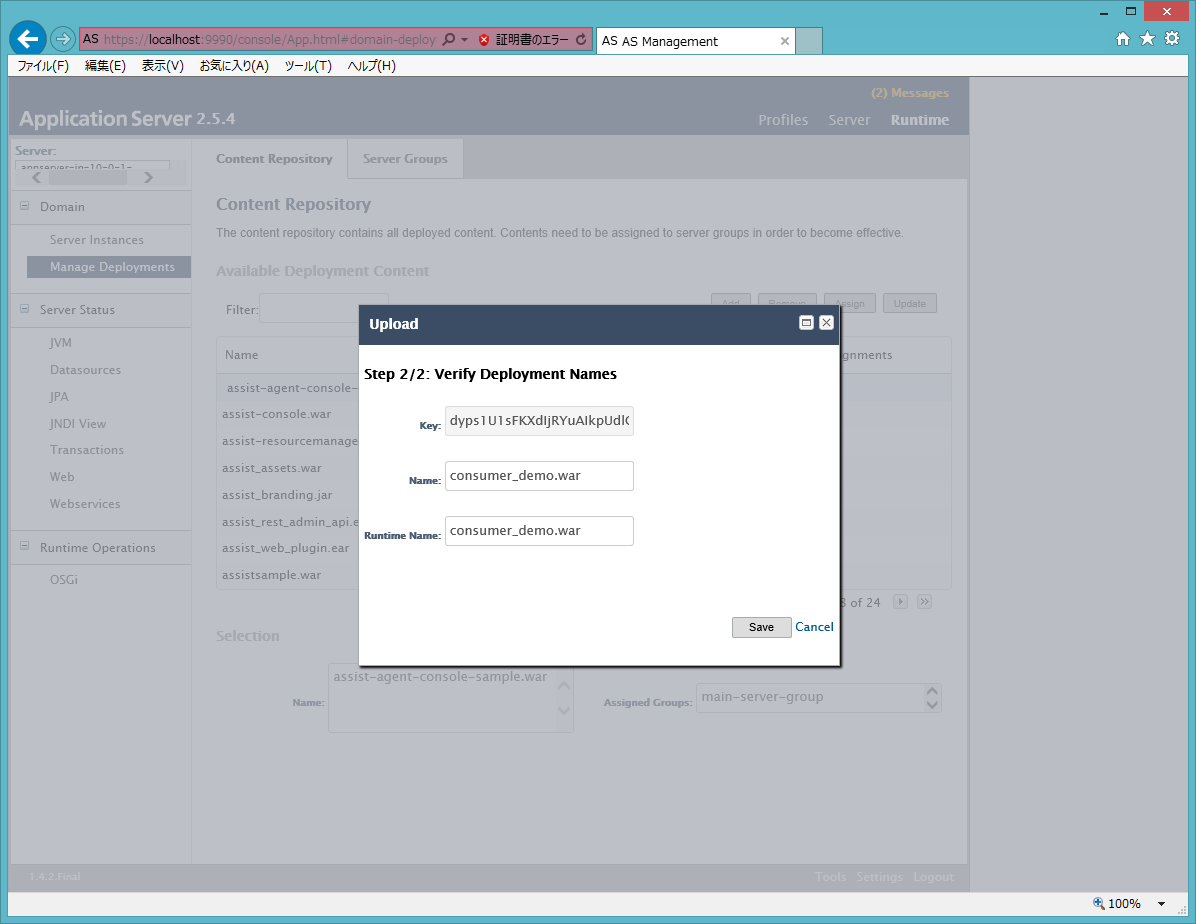 AS https://localhost:9990/console/App.html#domain-deploy 証明書のエラー
AS AS Management
ファイル(F) 編集(E) 表示(V) お気に入り(A) ツール(T) ヘルプ(H)
(2) Messages
Application Server 2.5.4
Profiles Server Runtime
Server:
appserver-ip-10-0-1-
Domain
Server Instances
Manage Deployments
Server Status
JVM
Datasources
JPA
JNDI View
Transactions
Web
Webservices
Runtime Operations
OSGi
Content Repository Server Groups
Content Repository
The content repository contains all deployed content. Contents need to be assigned to server groups in order to become effective.
Available Deployment Content
Filter:
Add Remove Assign Update
Name
gnments
assist-agent-console-
assist-console.war
assist-resourcemanage
assist_assets.war
assist_branding.jar
assist_rest_admin_api.e
assist_web_plugin.ear
assistsample.war
8 of 24
Upload
Step 2/2: Verify Deployment Names
Key:
Name: consumer_demo.war
Runtime Name: consumer_demo.war
Save Cancel
Selection
Name: assist-agent-console-sample.war
Assigned Groups: main-server-group
1.4.2.Final
Tools Settings Logout
100%